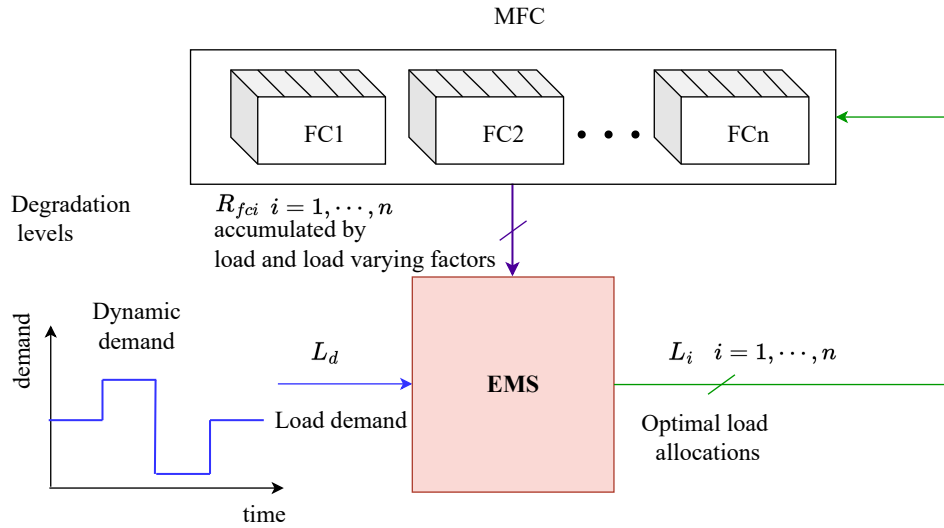 MFC
FC1
FC2
• • •
FCn
Degradation
levels
R_{fci} i = 1, ⋯, n
accumulated by
load and load varying factors
Dynamic
demand
demand
time
L_d
Load demand
EMS
L_i i = 1, ⋯, n
Optimal load
allocations